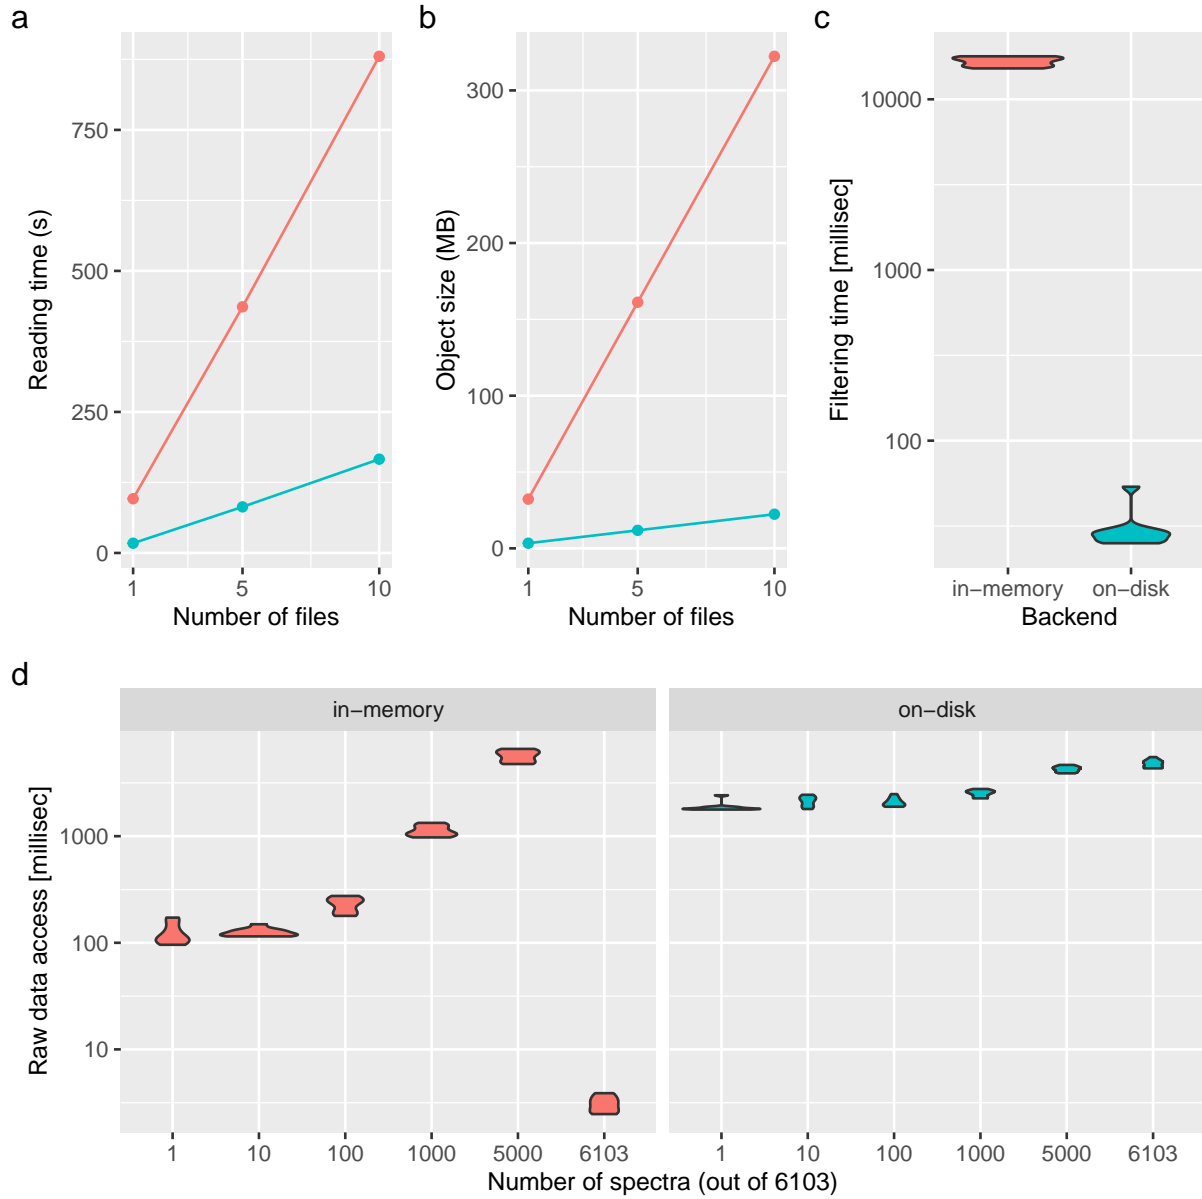 a
750
500
250
0
1 5 10
Reading time (s)
Number of files
b
300
200
100
0
1 5 10
Object size (MB)
Number of files
c
10000
1000
100
in−memory on−disk
Filtering time [millisec]
Backend
d
in−memory on−disk
1000
100
10
1 10 100 1000 5000 6103 1 10 100 1000 5000 6103
Raw data access [millisec]
Number of spectra (out of 6103)